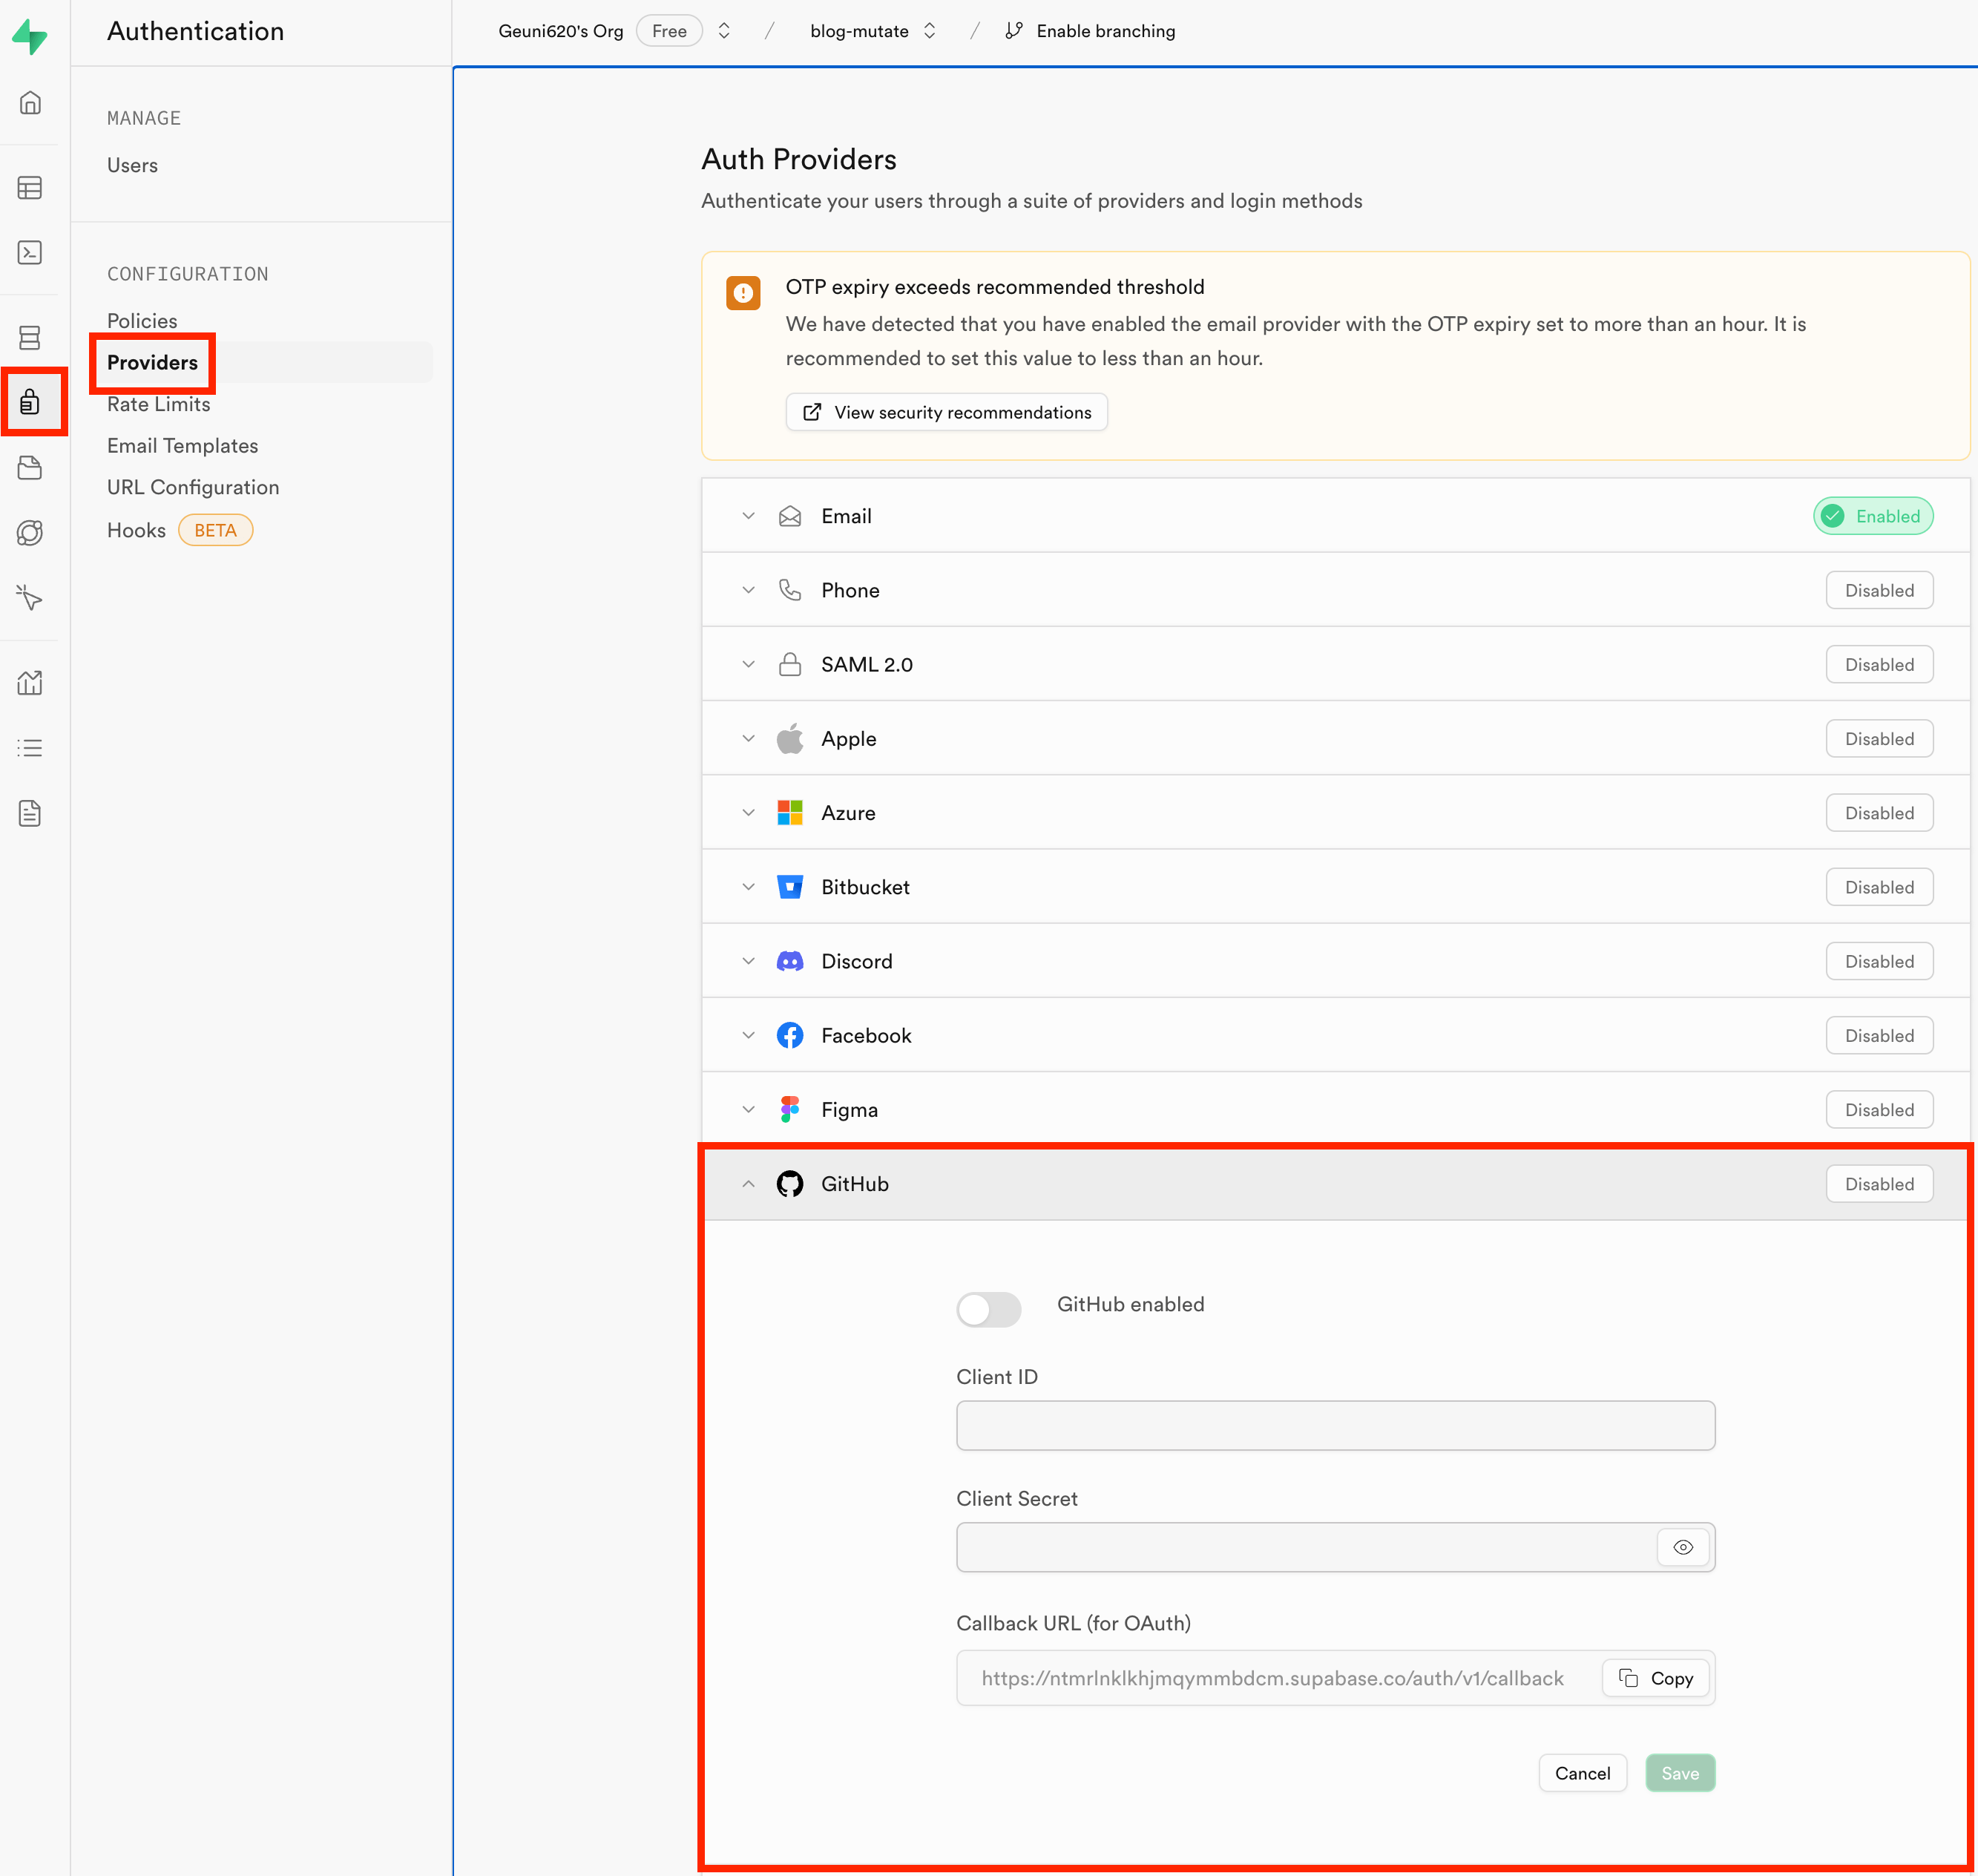 Authentication
Geuni620's Org Free / blog-mutate / Enable branching
MANAGE
Users
CONFIGURATION
Policies
Providers
Rate Limits
Email Templates
URL Configuration
Hooks BETA
Auth Providers
Authenticate your users through a suite of providers and login methods
OTP expiry exceeds recommended threshold
We have detected that you have enabled the email provider with the OTP expiry set to more than an hour. It is
recommended to set this value to less than an hour.
View security recommendations
Email Enabled
Phone Disabled
SAML 2.0 Disabled
Apple Disabled
Azure Disabled
Bitbucket Disabled
Discord Disabled
Facebook Disabled
Figma Disabled
GitHub Disabled
GitHub enabled
Client ID
Client Secret
Callback URL (for OAuth)
https://ntmrlnklkhjmqymmbdcm.supabase.co/auth/v1/callback Copy
Cancel Save